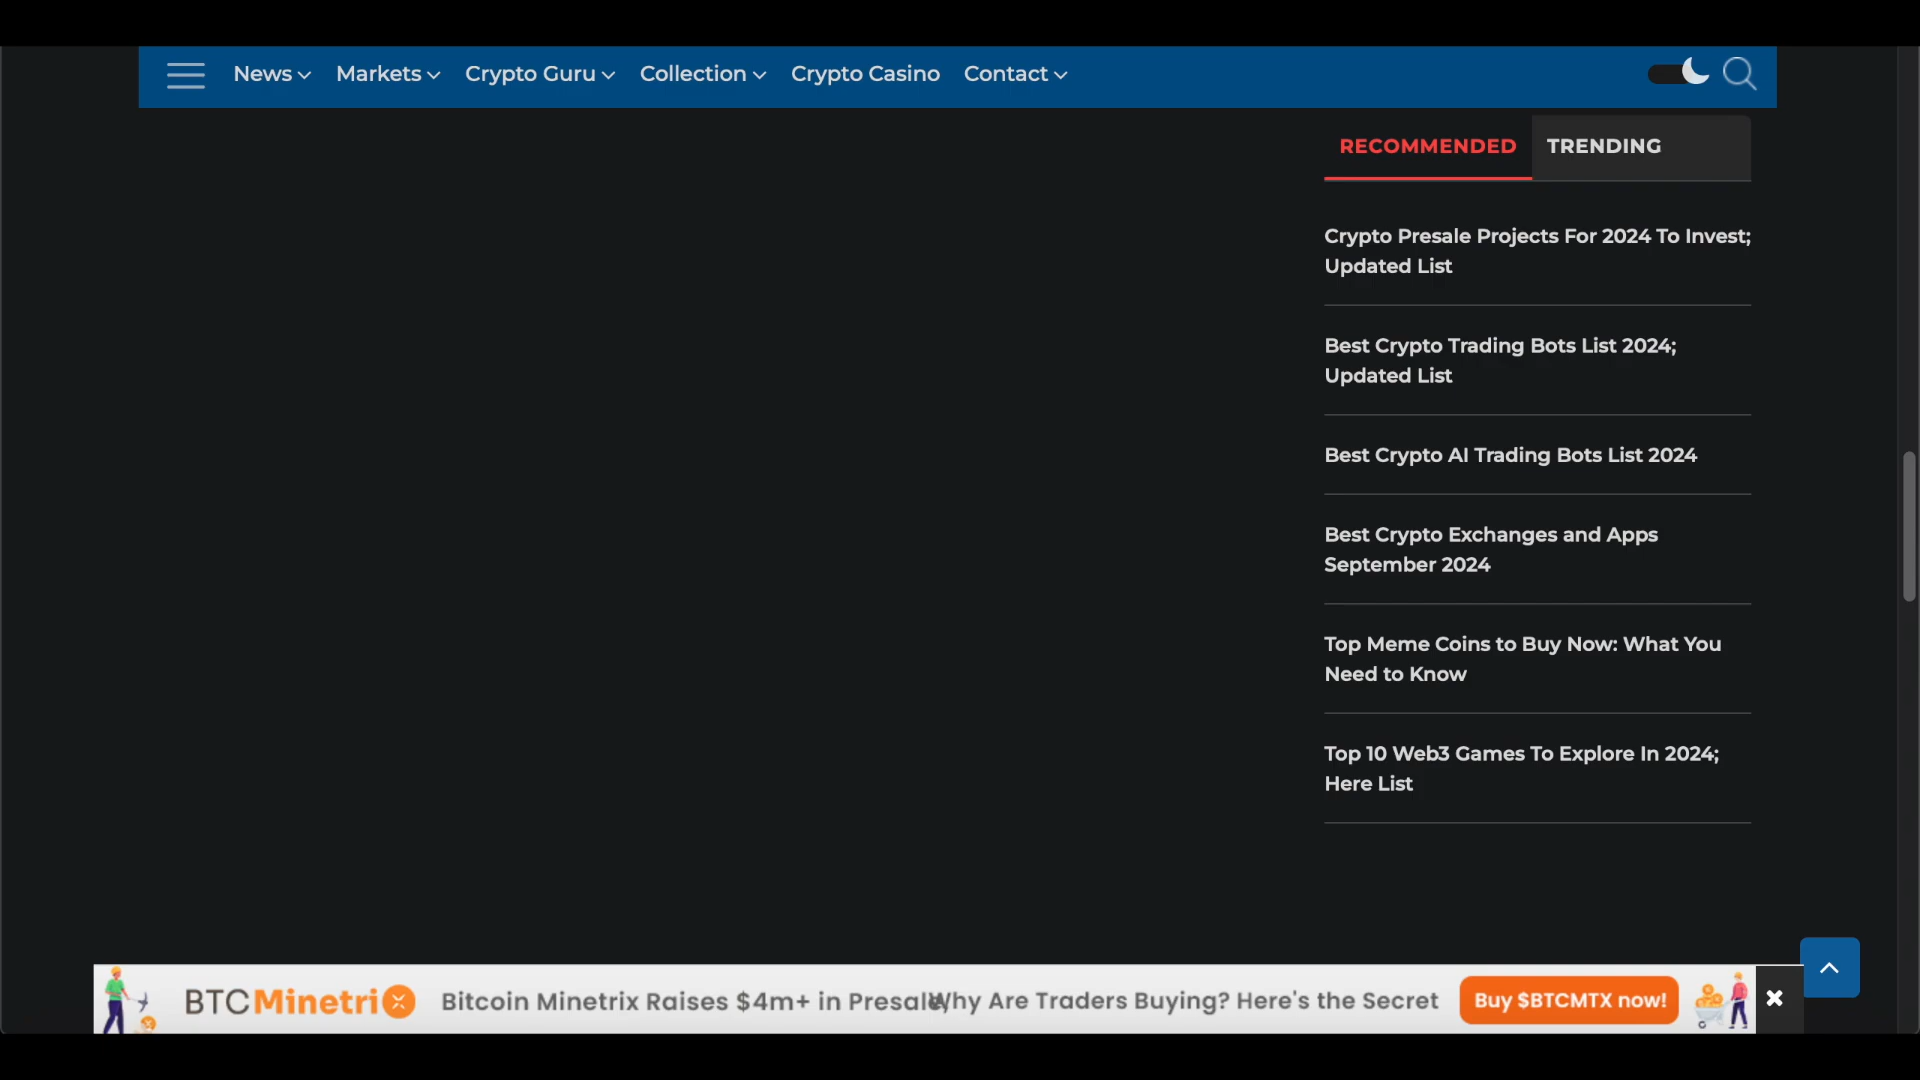 News Markets Crypto Guru Collection Crypto Casino Contact
RECOMMENDED TRENDING
Crypto Presale Projects For 2024 To Invest;
Updated List
Best Crypto Trading Bots List 2024;
Updated List
Best Crypto AI Trading Bots List 2024
Best Crypto Exchanges and Apps
September 2024
Top Meme Coins to Buy Now: What You
Need to Know
Top 10 Web3 Games To Explore In 2024;
Here List
BTCMinetrix Bitcoin Minetrix Raises $4m+ in Presale Why Are Traders Buying? Here's the Secret Buy $BTCMTX now!